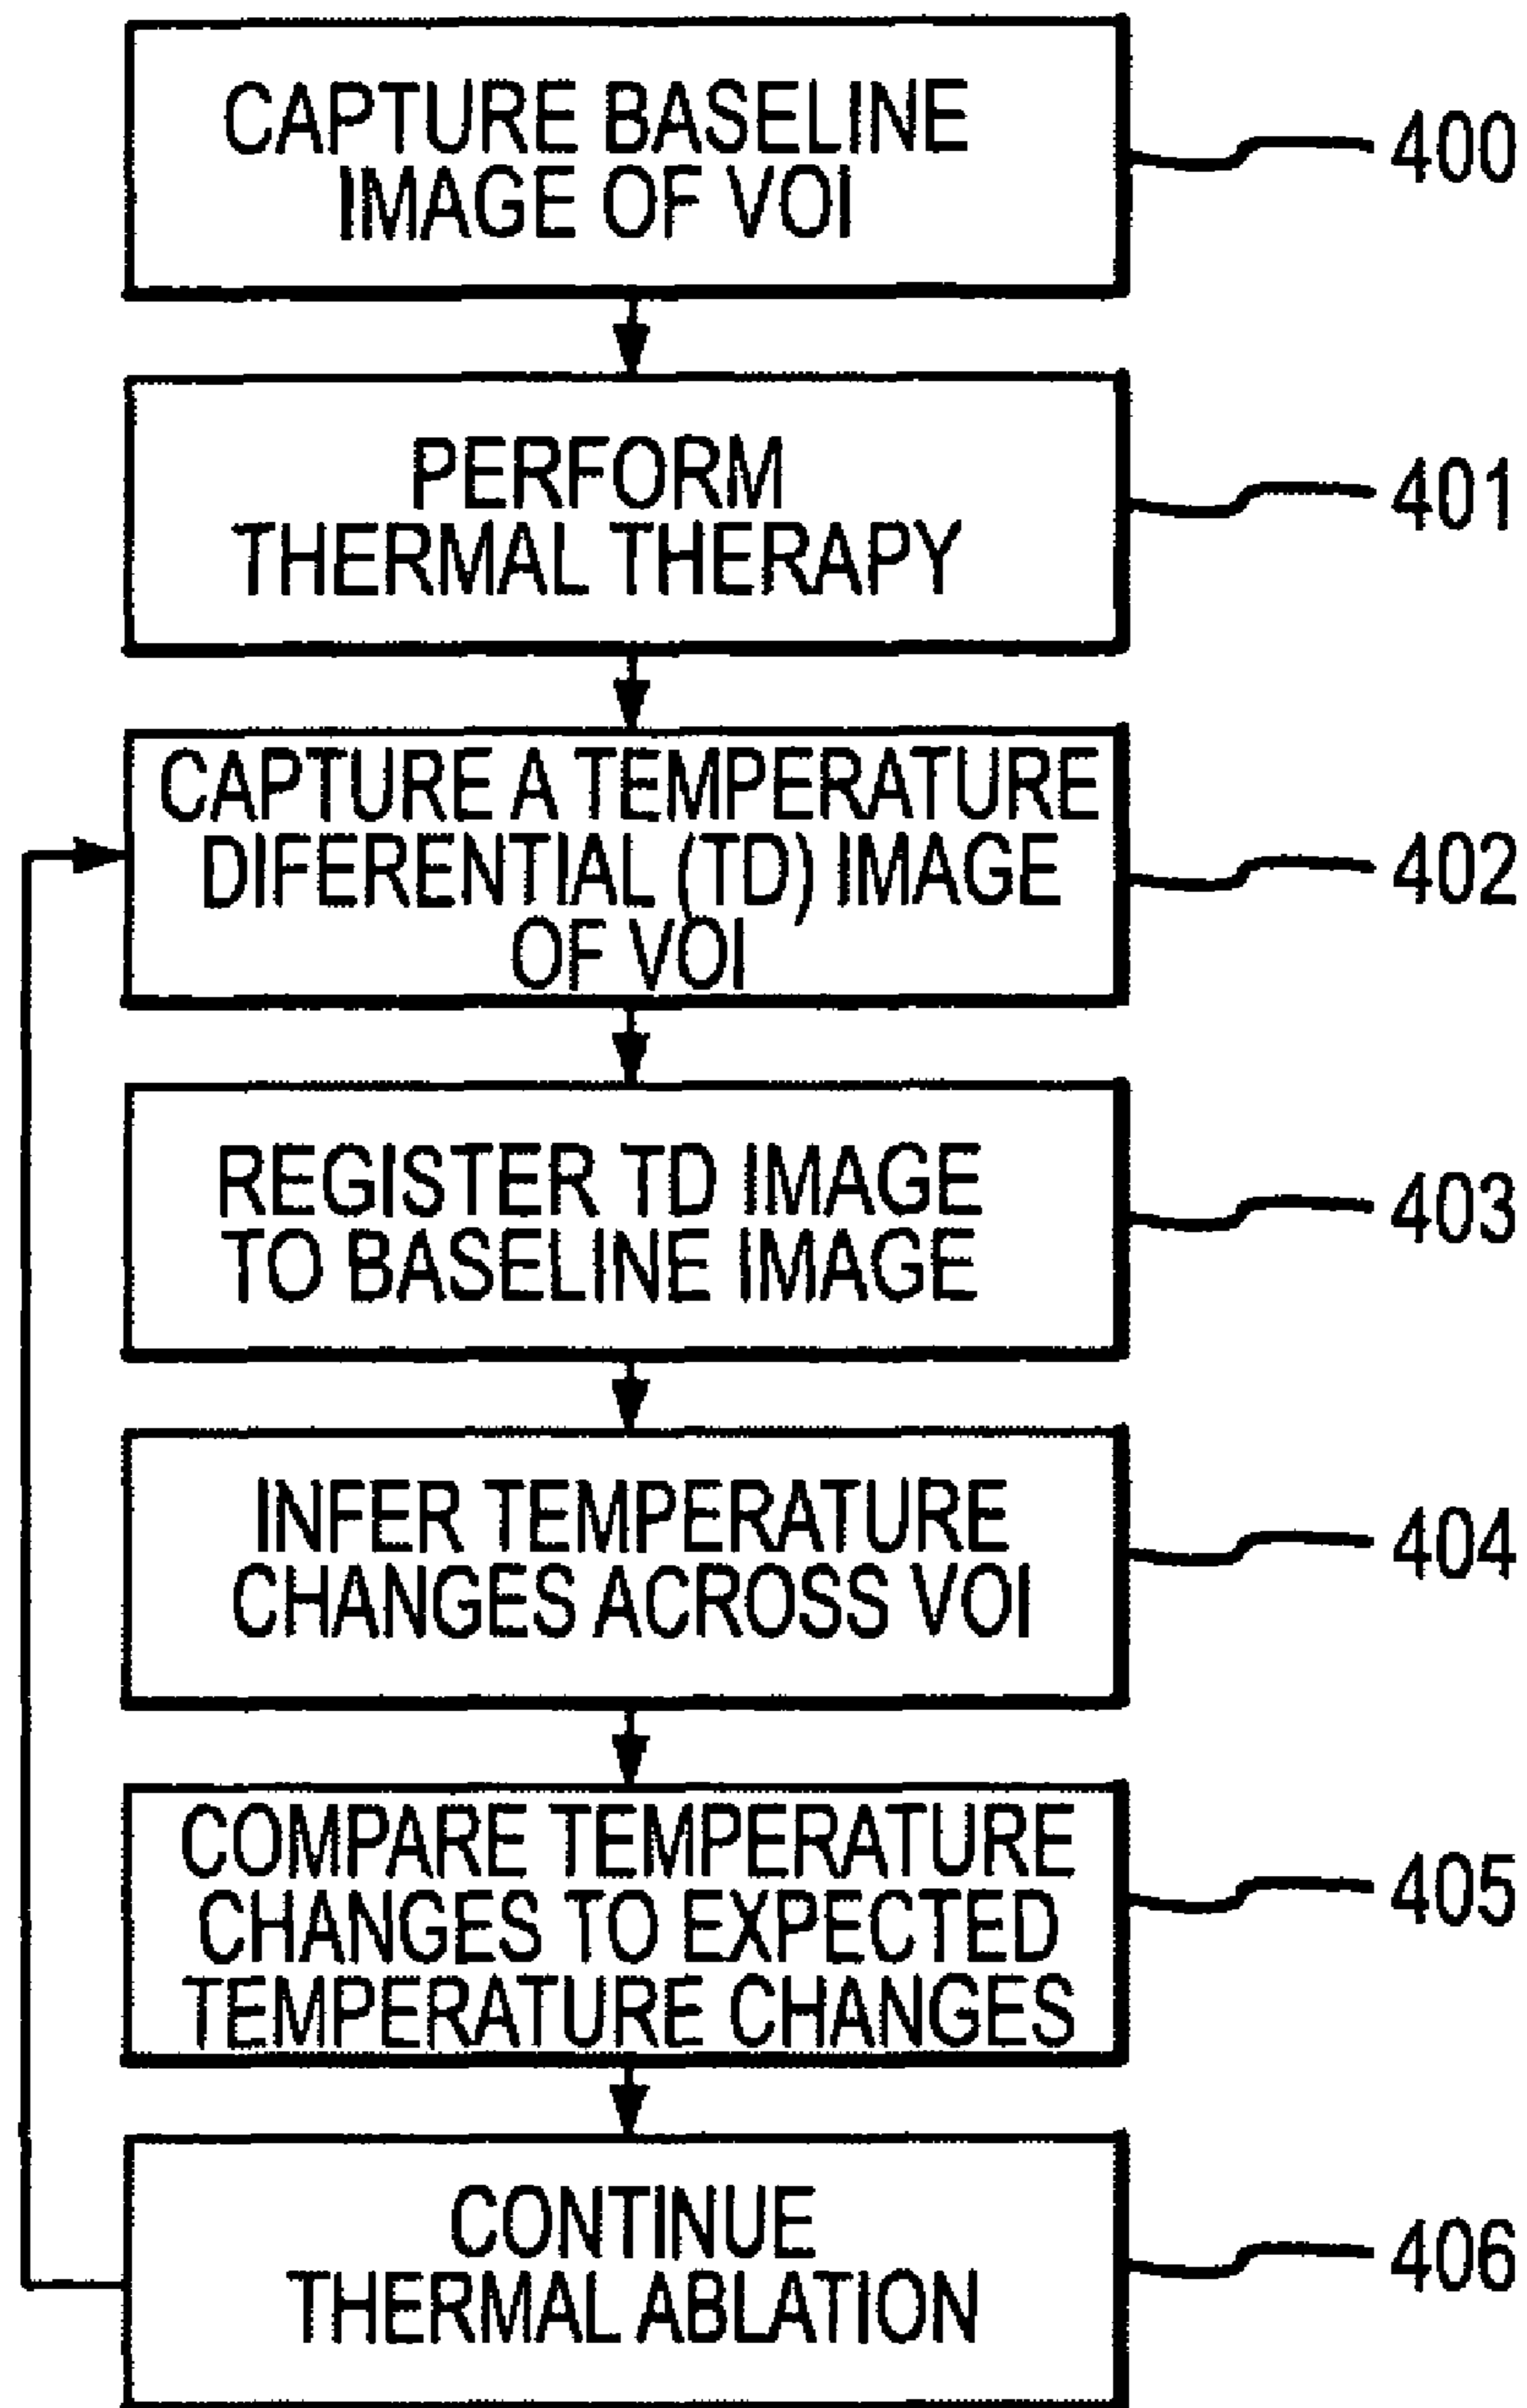 CAPTURE BASELINE
IMAGE OF VOI
400
PERFORM
THERMAL THERAPY
401
CAPTURE A TEMPERATURE
DIFERENTIAL (TD) IMAGE
OF VOI
402
REGISTER TD IMAGE
TO BASELINE IMAGE
403
INFER TEMPERATURE
CHANGES ACROSS VOI
404
COMPARE TEMPERATURE
CHANGES TO EXPECTED
TEMPERATURE CHANGES
405
CONTINUE
THERMAL ABLATION
406